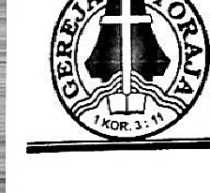 GEREJA TORAJA
1 KOR. 3 : 11